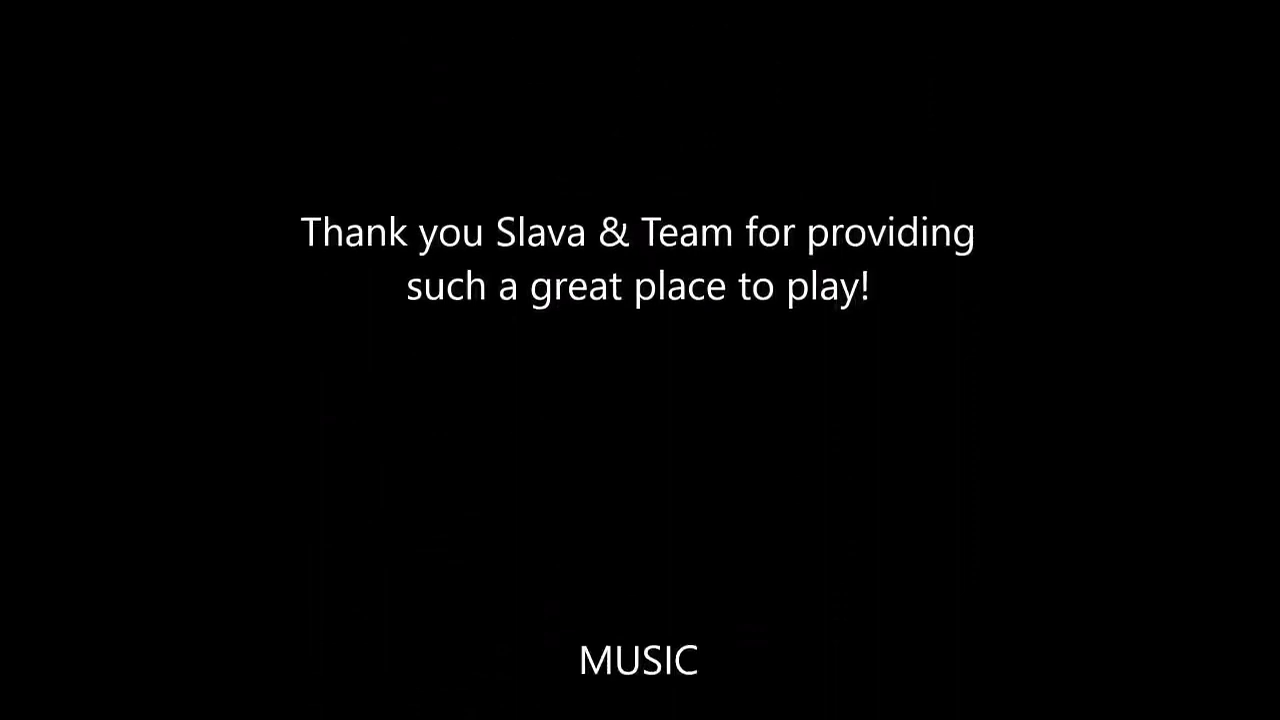 Thank you Slava & Team for providing
such a great place to play!
MUSIC